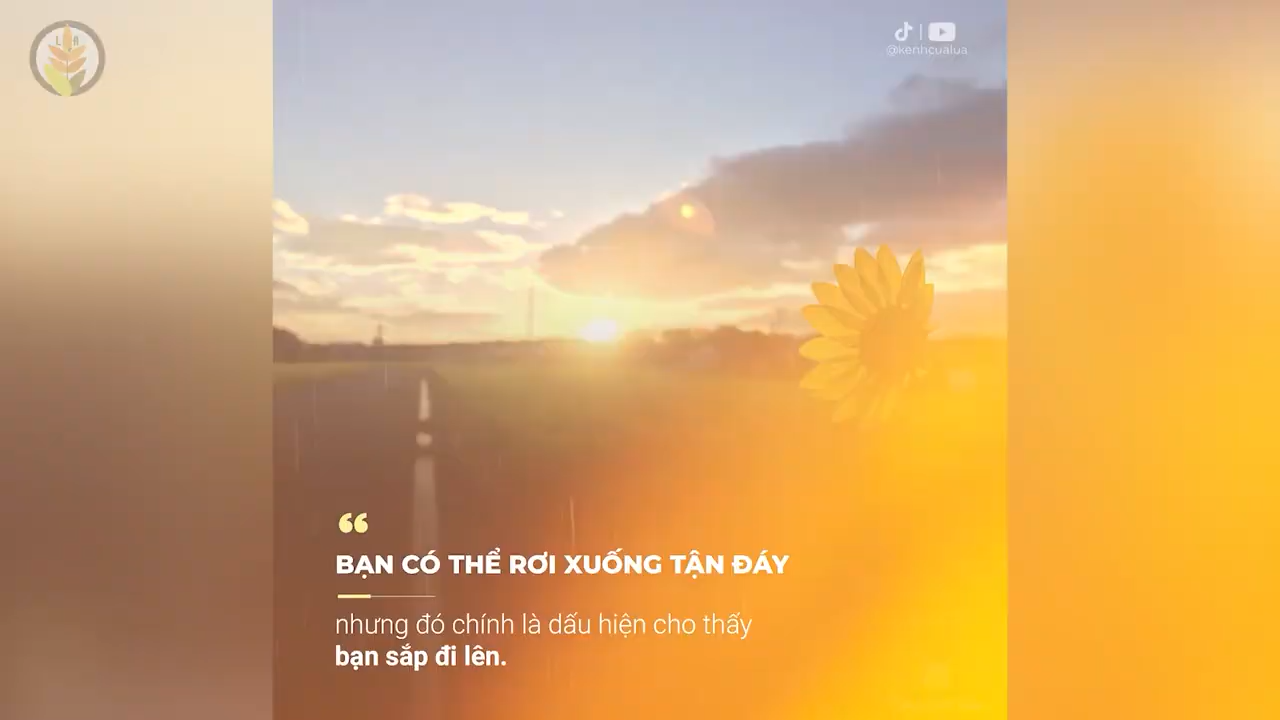 L A
@kenhcualua
“
BẠN CÓ THỂ RƠI XUỐNG TẬN ĐÁY
nhưng đó chính là dấu hiện cho thấy
bạn sắp đi lên.